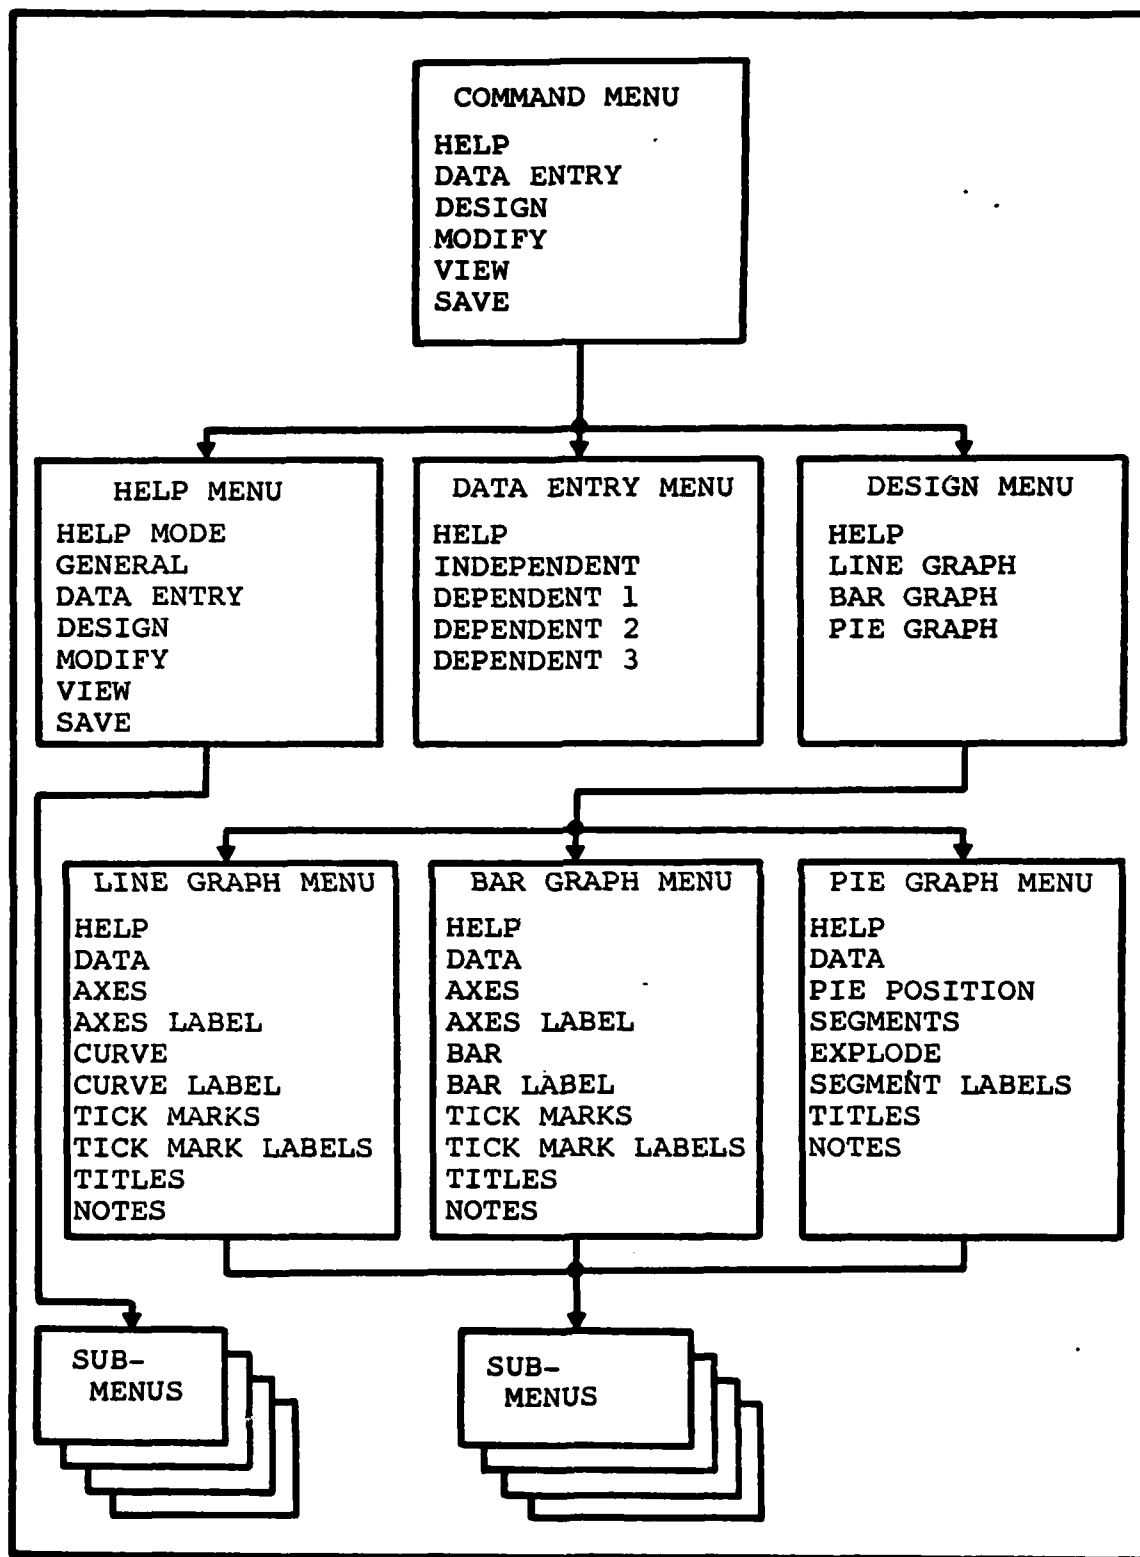 COMMAND MENU
HELP
DATA ENTRY
DESIGN
MODIFY
VIEW
SAVE
HELP MENU
HELP MODE
GENERAL
DATA ENTRY
DESIGN
MODIFY
VIEW
SAVE
DATA ENTRY MENU
HELP
INDEPENDENT
DEPENDENT 1
DEPENDENT 2
DEPENDENT 3
DESIGN MENU
HELP
LINE GRAPH
BAR GRAPH
PIE GRAPH
LINE GRAPH MENU
HELP
DATA
AXES
AXES LABEL
CURVE
CURVE LABEL
TICK MARKS
TICK MARK LABELS
TITLES
NOTES
BAR GRAPH MENU
HELP
DATA
AXES
AXES LABEL
BAR
BAR LABEL
TICK MARKS
TICK MARK LABELS
TITLES
NOTES
PIE GRAPH MENU
HELP
DATA
PIE POSITION
SEGMENTS
EXPLODE
SEGMENT LABELS
TITLES
NOTES
SUB-
MENUS
SUB-
MENUS